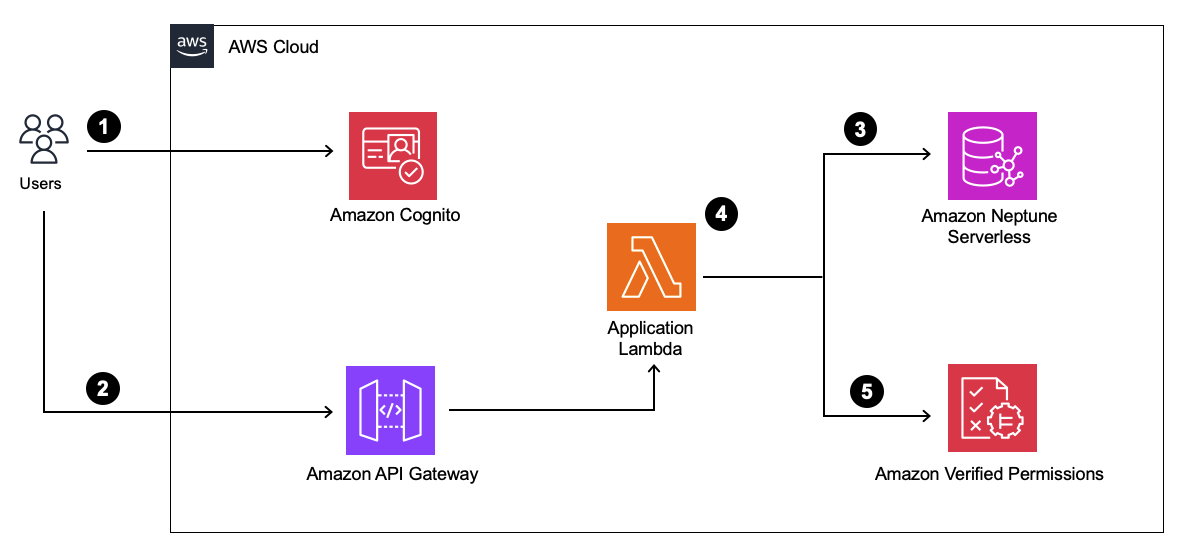 aws
AWS Cloud
1
Users
Amazon Cognito
2
</>
Amazon API Gateway
Application
Lambda
4
3
Amazon Neptune
Serverless
5
Amazon Verified Permissions